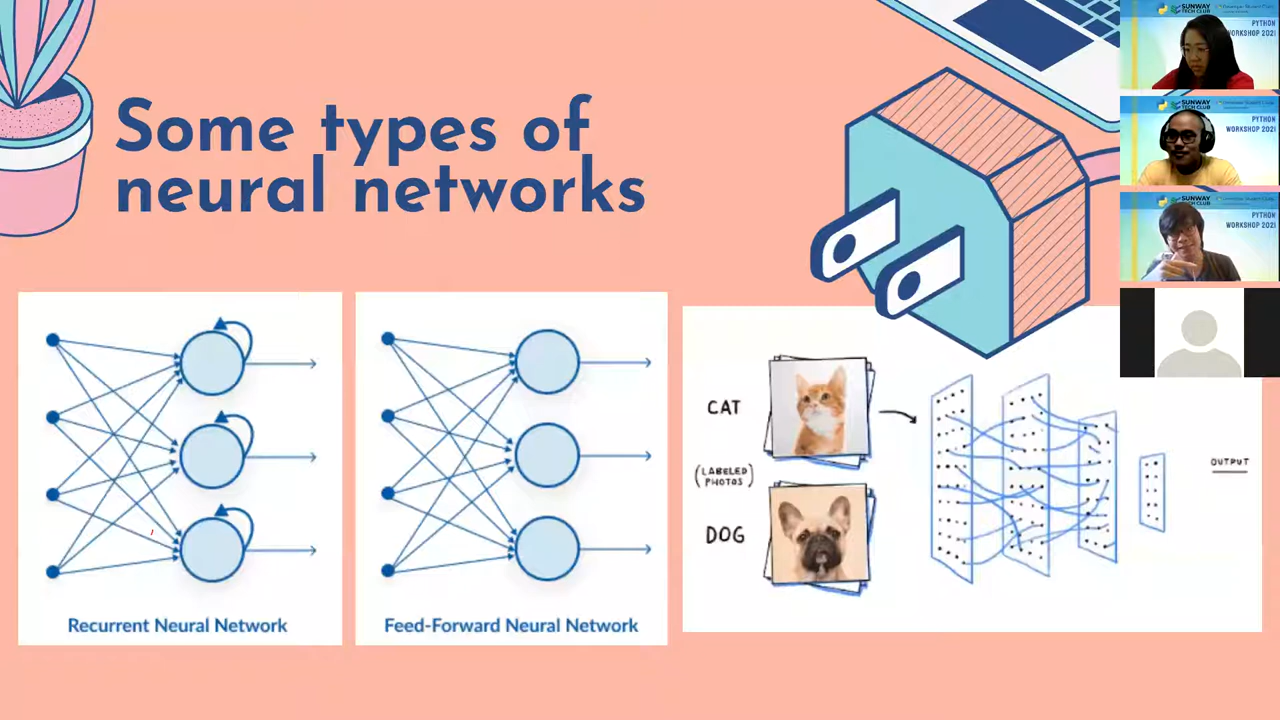 Some types of
neural networks
Recurrent Neural Network
Feed-Forward Neural Network
CAT
(LABELED
PHOTOS)
DOG
OUTPUT
SUNWAY
TECH CLUB
PYTHON
WORKSHOP 2021
SUNWAY
TECH CLUB
PYTHON
WORKSHOP 2021
SUNWAY
TECH CLUB
PYTHON
WORKSHOP 2021